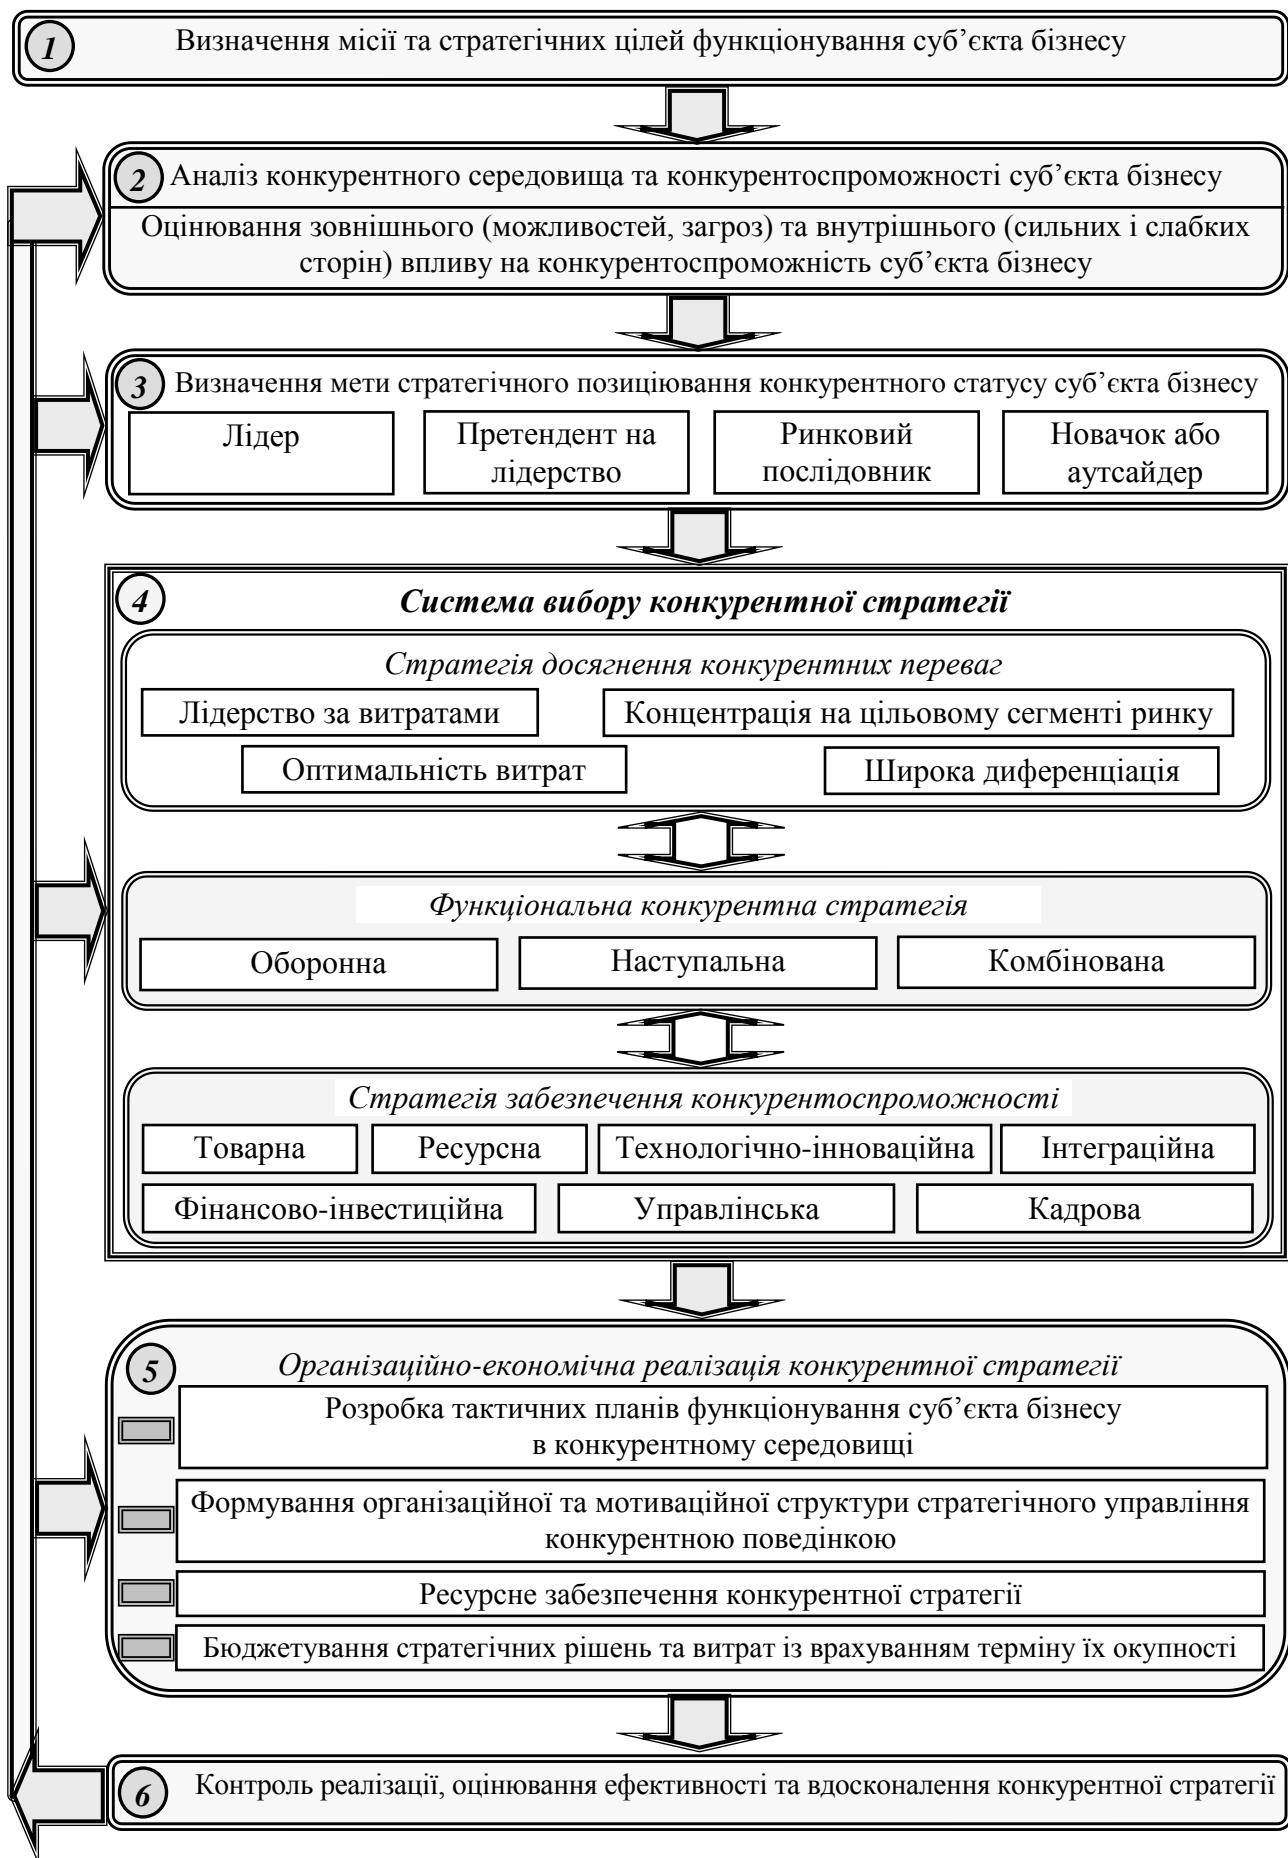 1
Визначення місії та стратегічних цілей функціонування суб’єкта бізнесу
2
Аналіз конкурентного середовища та конкурентоспроможності суб’єкта бізнесу
Оцінювання зовнішнього (можливостей, загроз) та внутрішнього (сильних і слабких
сторін) впливу на конкурентоспроможність суб’єкта бізнесу
3
Визначення мети стратегічного позиціювання конкурентного статусу суб’єкта бізнесу
Лідер
Претендент на
лідерство
Ринковий
послідовник
Новачок або
аутсайдер
4
Система вибору конкурентної стратегії
Стратегія досягнення конкурентних переваг
Лідерство за витратами
Концентрація на цільовому сегменті ринку
Оптимальність витрат
Широка диференціація
Функціональна конкурентна стратегія
Оборонна
Наступальна
Комбінована
Стратегія забезпечення конкурентоспроможності
Товарна
Ресурсна
Технологічно-інноваційна
Інтеграційна
Фінансово-інвестиційна
Управлінська
Кадрова
5
Організаційно-економічна реалізація конкурентної стратегії
Розробка тактичних планів функціонування суб’єкта бізнесу
в конкурентному середовищі
Формування організаційної та мотиваційної структури стратегічного управління
конкурентною поведінкою
Ресурсне забезпечення конкурентної стратегії
Бюджетування стратегічних рішень та витрат із врахуванням терміну їх окупності
6
Контроль реалізації, оцінювання ефективності та вдосконалення конкурентної стратегії